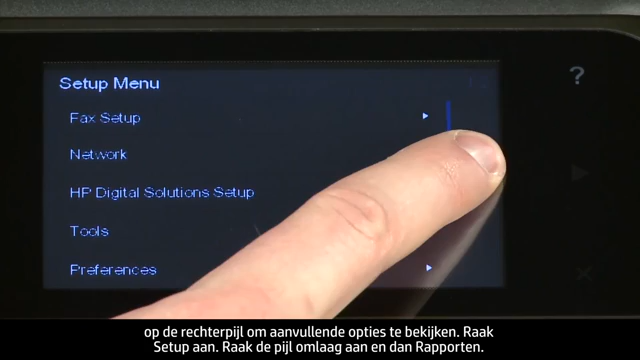 Setup Menu
?
Fax Setup
Network
HP Digital Solutions Setup
Tools
Preferences
op de rechterpijl om aanvullende opties te bekijken. Raak
Setup aan. Raak de pijl omlaag aan en dan Rapporten.